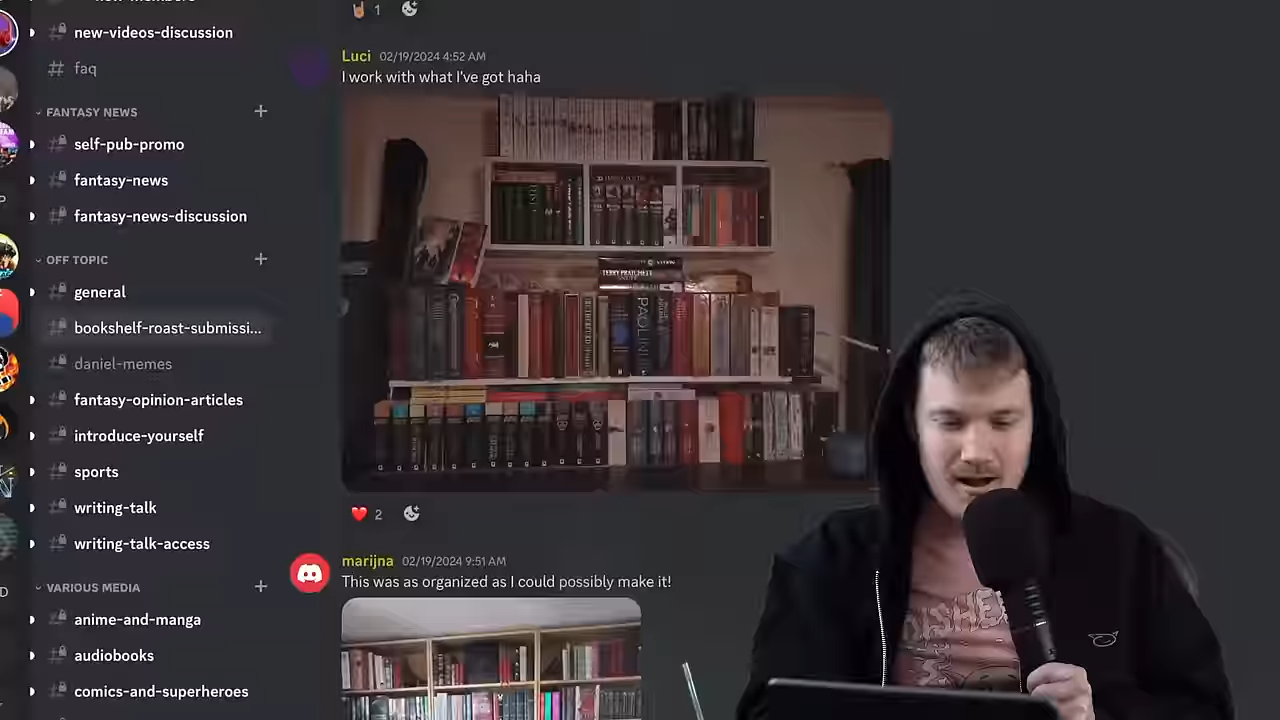 new-members
1
new-videos-discussion
Luci 02/19/2024 4:52 AM
# faq
I work with what I've got haha
FANTASY NEWS
self-pub-promo
fantasy-news
fantasy-news-discussion
TERRY PRATCHETT
OFF TOPIC
general
bookshelf-roast-submissi...
PAOLINI
daniel-memes
fantasy-opinion-articles
introduce-yourself
sports
writing-talk
2
writing-talk-access
marijna 02/19/2024 9:51 AM
This was as organized as I could possibly make it!
VARIOUS MEDIA
anime-and-manga
audiobooks
comics-and-superheroes